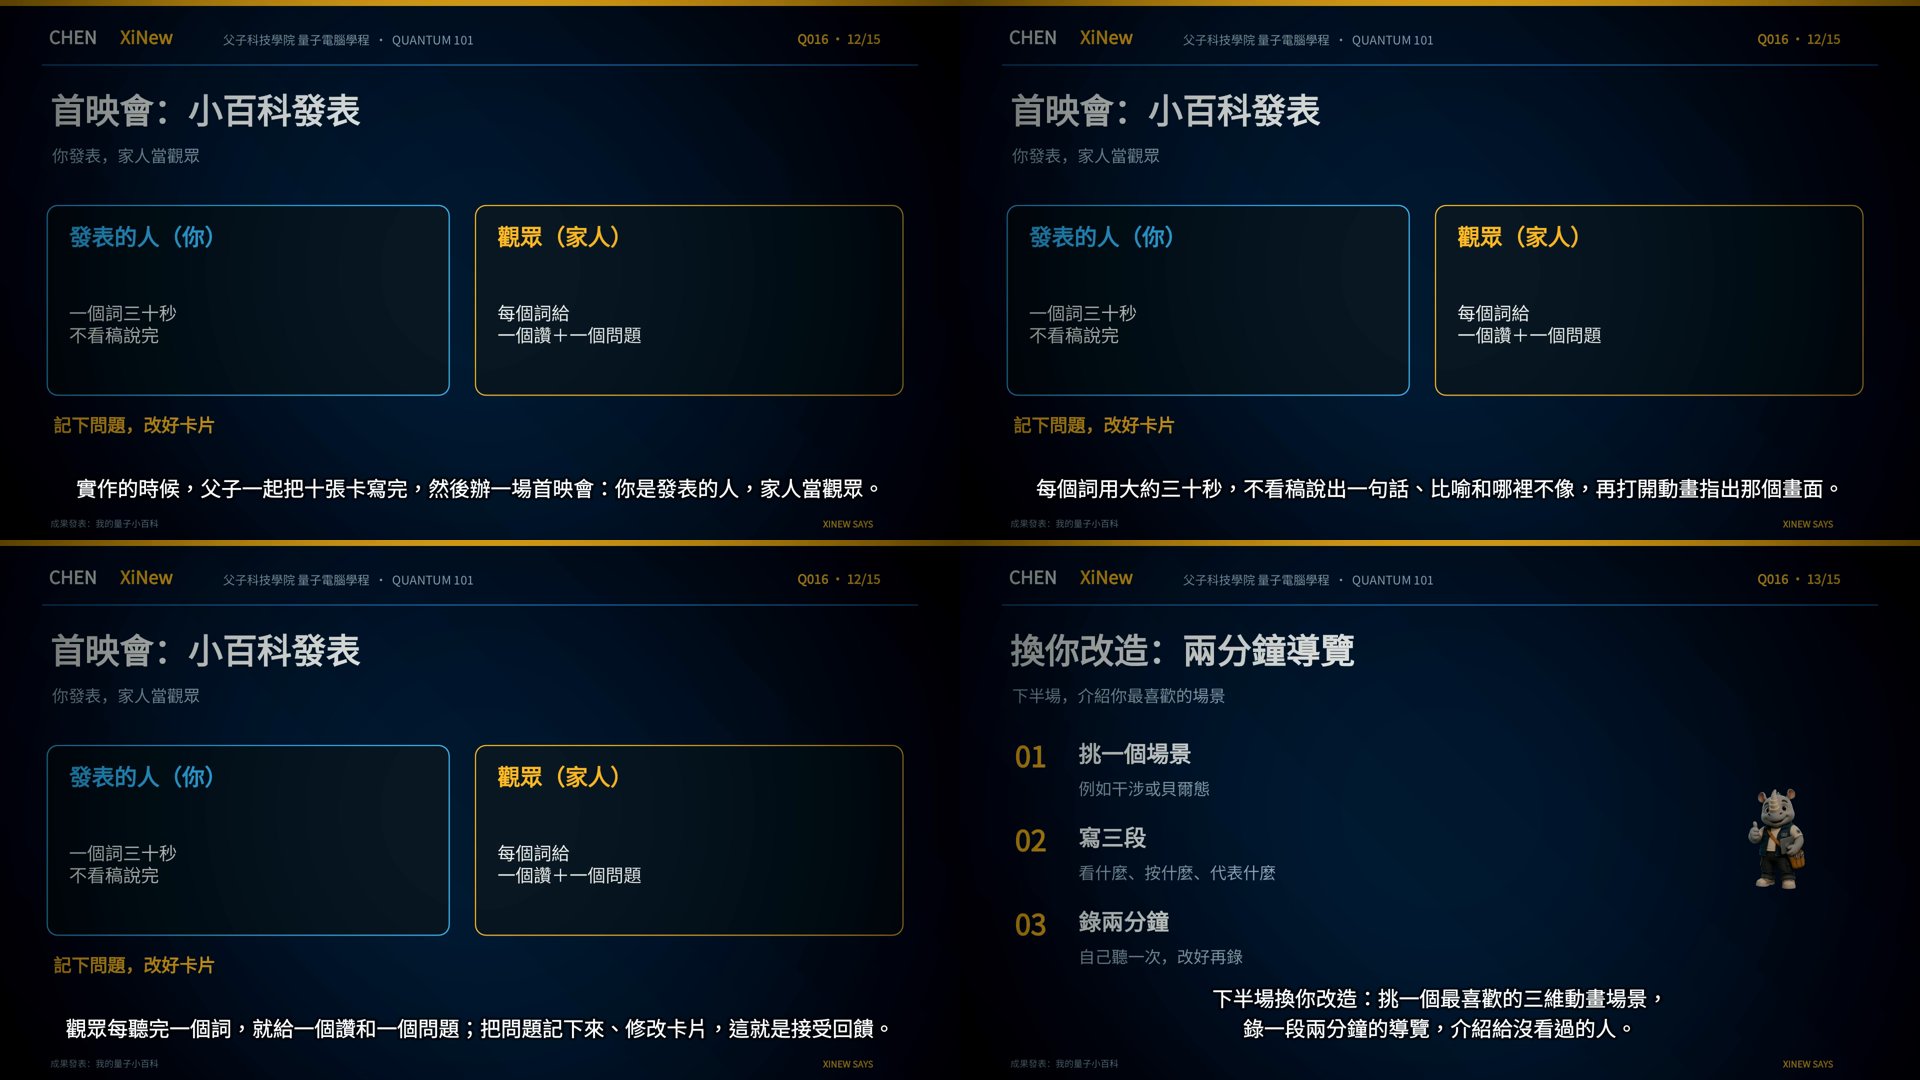 CHEN XiNew 父子科技學院 量子電腦學程 · QUANTUM 101 Q016 · 12/15
首映會：小百科發表
你發表，家人當觀眾
發表的人（你）
一個詞三十秒
不看稿說完
觀眾（家人）
每個詞給
一個讚＋一個問題
記下問題，改好卡片
實作的時候，父子一起把十張卡寫完，然後辦一場首映會：你是發表的人，家人當觀眾。
成果發表：我的量子小百科 XINEW SAYS
CHEN XiNew 父子科技學院 量子電腦學程 · QUANTUM 101 Q016 · 12/15
首映會：小百科發表
你發表，家人當觀眾
發表的人（你）
一個詞三十秒
不看稿說完
觀眾（家人）
每個詞給
一個讚＋一個問題
記下問題，改好卡片
每個詞用大約三十秒，不看稿說出一句話、比喻和哪裡不像，再打開動畫指出那個畫面。
成果發表：我的量子小百科 XINEW SAYS
CHEN XiNew 父子科技學院 量子電腦學程 · QUANTUM 101 Q016 · 12/15
首映會：小百科發表
你發表，家人當觀眾
發表的人（你）
一個詞三十秒
不看稿說完
觀眾（家人）
每個詞給
一個讚＋一個問題
記下問題，改好卡片
觀眾每聽完一個詞，就給一個讚和一個問題；把問題記下來、修改卡片，這就是接受回饋。
成果發表：我的量子小百科 XINEW SAYS
CHEN XiNew 父子科技學院 量子電腦學程 · QUANTUM 101 Q016 · 13/15
換你改造：兩分鐘導覽
下半場，介紹你最喜歡的場景
01 挑一個場景
例如干涉或貝爾態
02 寫三段
看什麼、按什麼、代表什麼
03 錄兩分鐘
自己聽一次，改好再錄
下半場換你改造：挑一個最喜歡的三維動畫場景，
錄一段兩分鐘的導覽，介紹給沒看過的人。
成果發表：我的量子小百科 XINEW SAYS